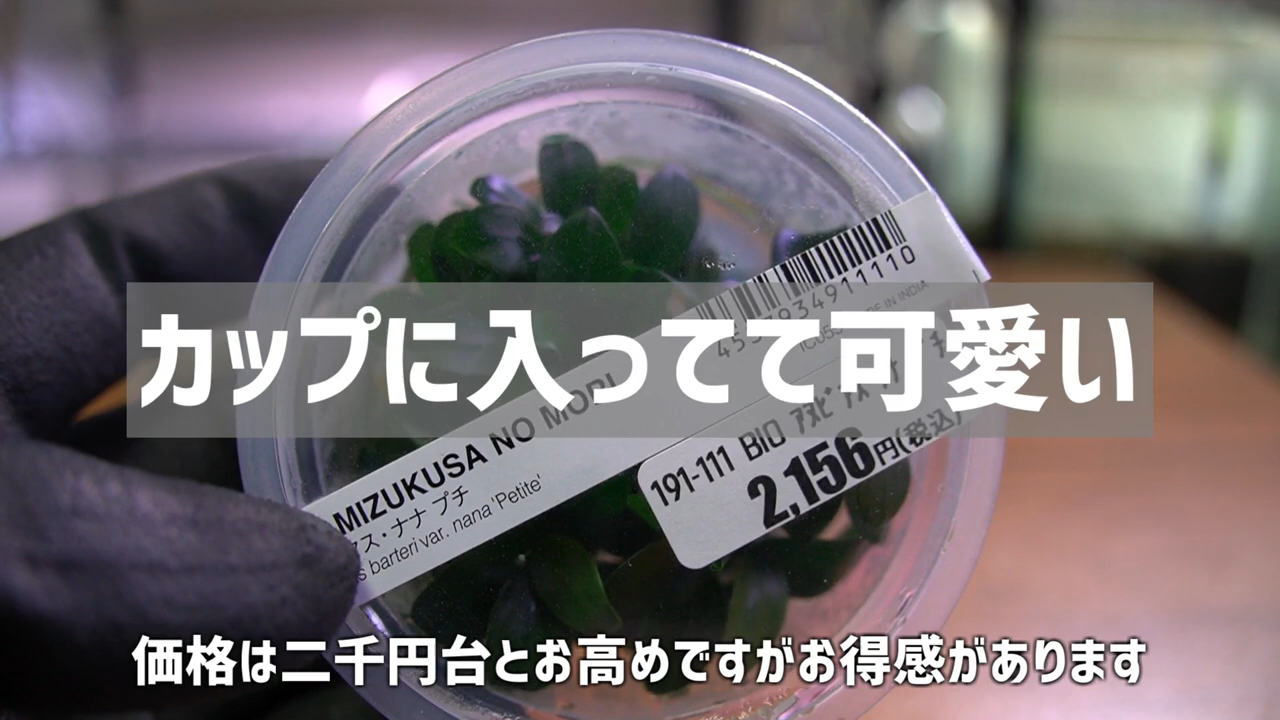 カップに入ってて可愛い
MIZUKUSA NO MORI
ス・ナナ プチ
barteri var. nana 'Petite'
191-111 BIO
2,156円(税込)
IN INDIA
価格は二千円台とお高めですがお得感があります